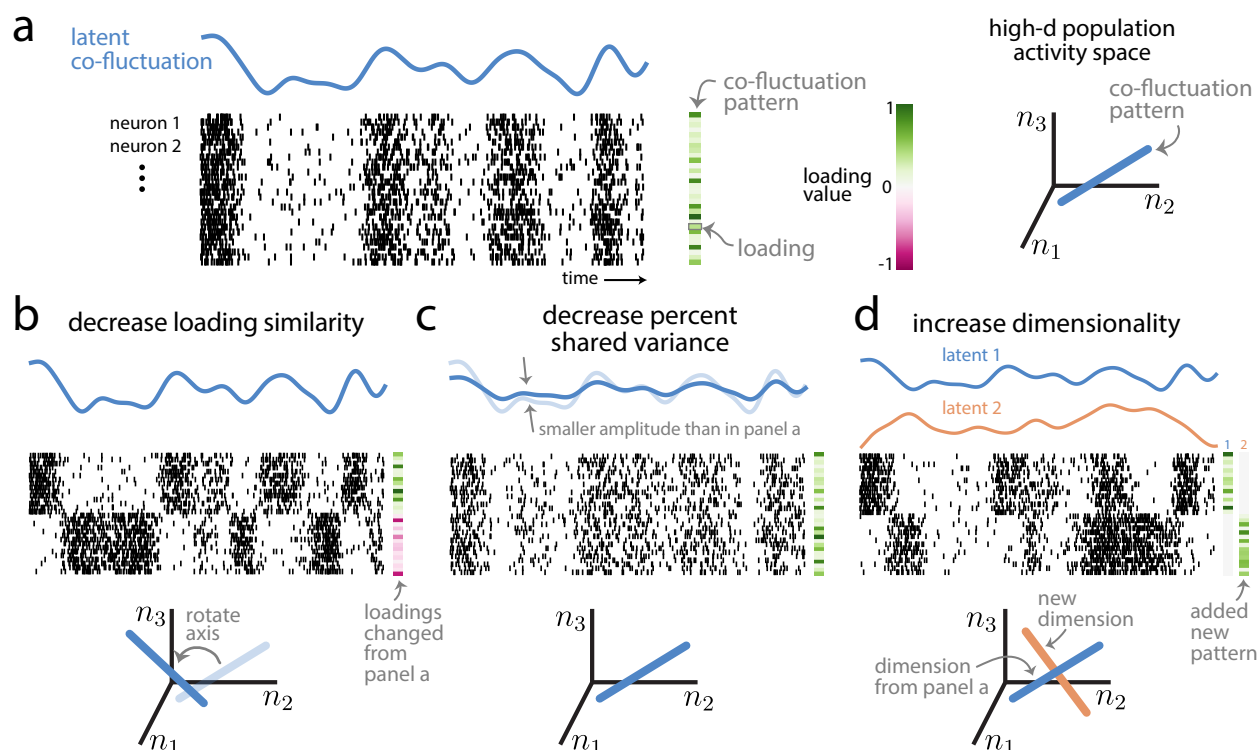 a
latent
co-fluctuation
neuron 1
neuron 2
time
co-fluctuation
pattern
loading
1
loading
value
0
-1
high-d population
activity space
co-fluctuation
pattern
n3
n2
n1
b
decrease loading similarity
loadings
changed
from
panel a
n3
rotate
axis
n2
n1
c
decrease percent
shared variance
smaller amplitude than in panel a
n3
n2
n1
d
increase dimensionality
latent 1
latent 2
1
2
added
new
pattern
n3
new
dimension
dimension
from panel a
n2
n1